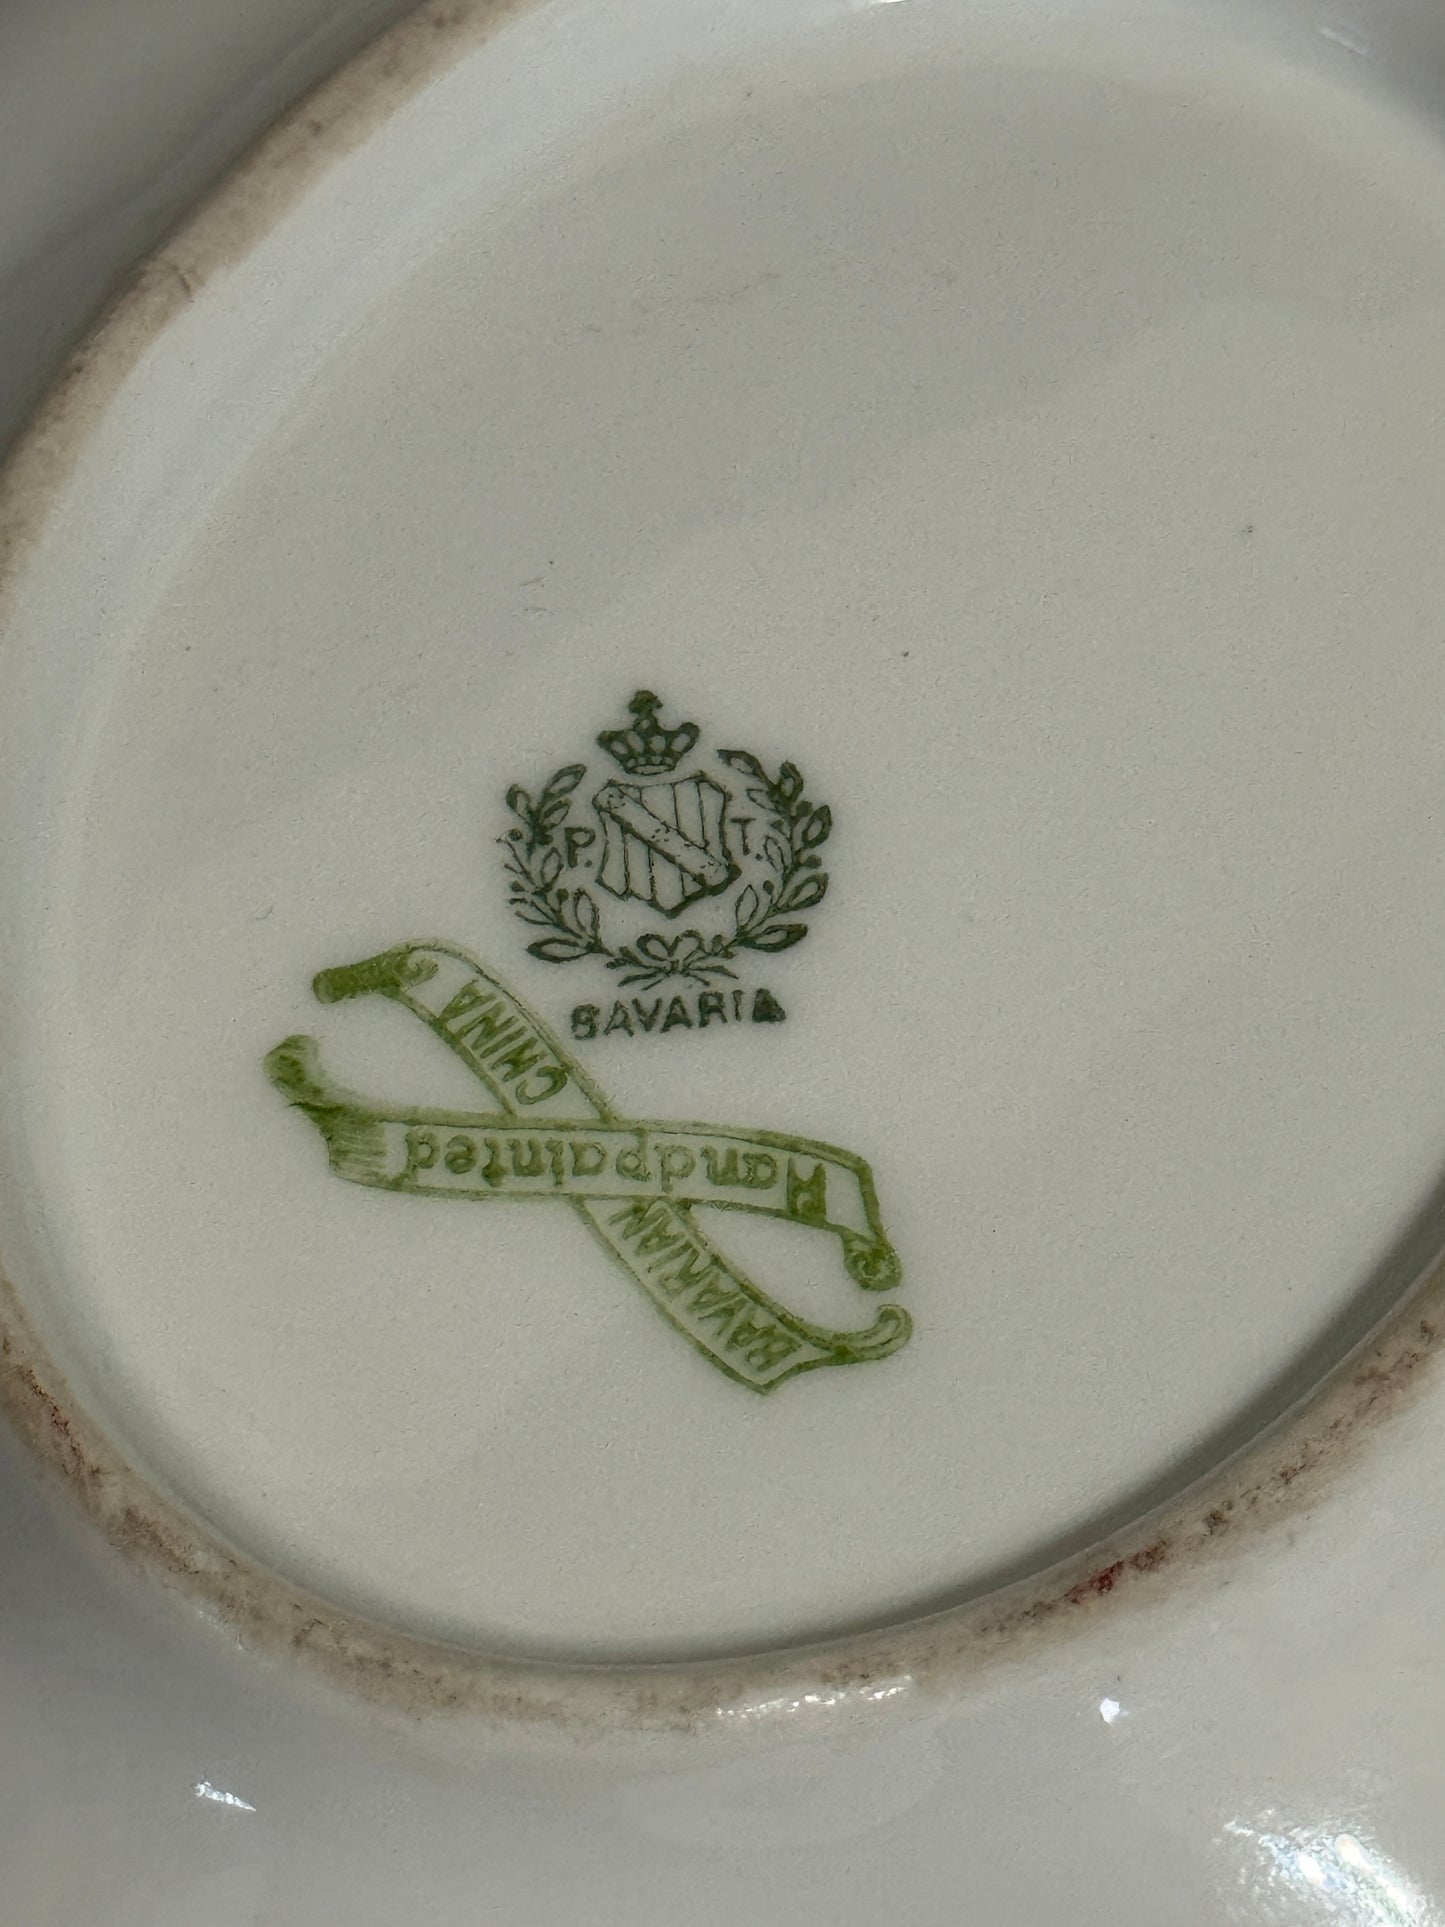 P. T.
BAVARIA
BAVARIAN CHINA
Handpainted